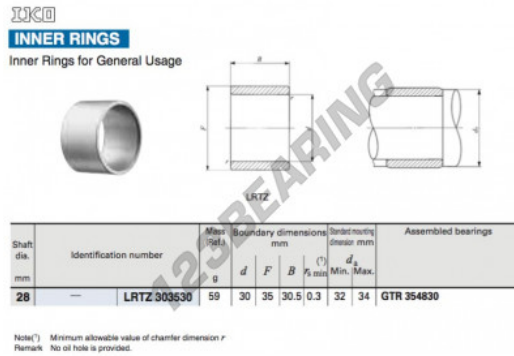 IKO
INNER RINGS
Inner Rings for General Usage
B
r
r
F
d
da
LRTZ
123BEARING
Shaft dia. mm
Identification number
Mass (Ref.) g
Boundary dimensions mm
d F B rs min(¹)
Standard mounting dimension mm
da
Min. Max.
Assembled bearings
28 — LRTZ 303530 59 30 35 30.5 0.3 32 34 GTR 354830
Note(¹) Minimum allowable value of chamfer dimension r
Remark No oil hole is provided.